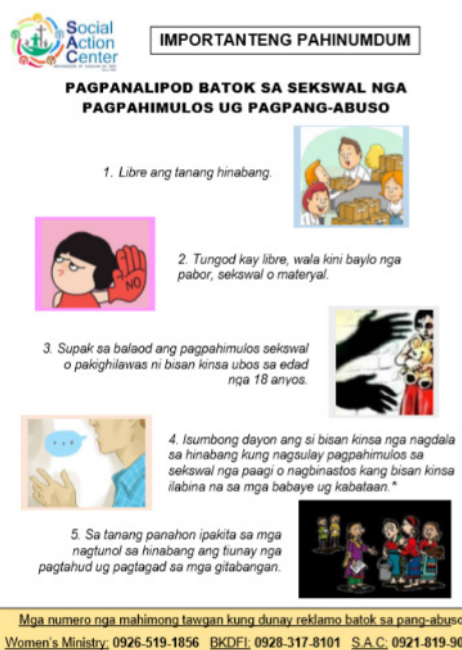 Social
Action
Center
IMPORTANTENG PAHINUMDUM
PAGPANALIPOD BATOK SA SEKSWAL NGA
PAGPAHIMULOS UG PAGPANG-ABUSO
1. Libre ang tanang hinabang.
NO
2. Tungod kay libre, wala kini baylo nga
pabor, sekswal o materyal.
3. Supak sa balaod ang pagpahimulos sekswal
o pakighilawas ni bisan kinsa ubos sa edad
nga 18 anyos.
4. Isumbong dayon ang si bisan kinsa nga nagdala
sa hinabang kung nagsulay pagpahimulos sa
sekswal nga paagi o nagbinastos kang bisan kinsa
ilabina na sa mga babaye ug kabataan.*
5. Sa tanang panahon ipakita sa mga
nagtunol sa hinabang ang tiunay nga
pagtahud ug pagtagad sa mga gitabangan.
Mga numero nga mahimong tawgan kung dunay reklamo batok sa pang-abuso
Women's Ministry: 0926-519-1856 BKDFI: 0928-317-8101 S.A.C: 0921-819-90